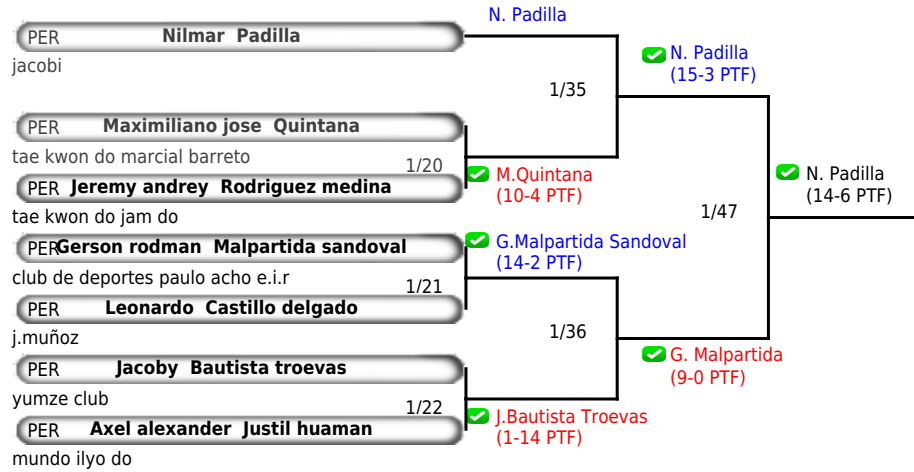 N. Padilla
PER Nilmar Padilla
jacobi
N. Padilla
(15-3 PTF)
1/35
PER Maximiliano jose Quintana
tae kwon do marcial barreto
1/20
M.Quintana
(10-4 PTF)
PER Jeremy andrey Rodriguez medina
tae kwon do jam do
N. Padilla
(14-6 PTF)
1/47
PERGerson rodman Malpartida sandoval
G.Malpartida Sandoval
(14-2 PTF)
club de deportes paulo acho e.i.r
1/21
PER Leonardo Castillo delgado
j.muñoz
1/36
G. Malpartida
(9-0 PTF)
PER Jacoby Bautista troevas
yumze club
1/22
J.Bautista Troevas
(1-14 PTF)
PER Axel alexander Justil huaman
mundo ilyo do